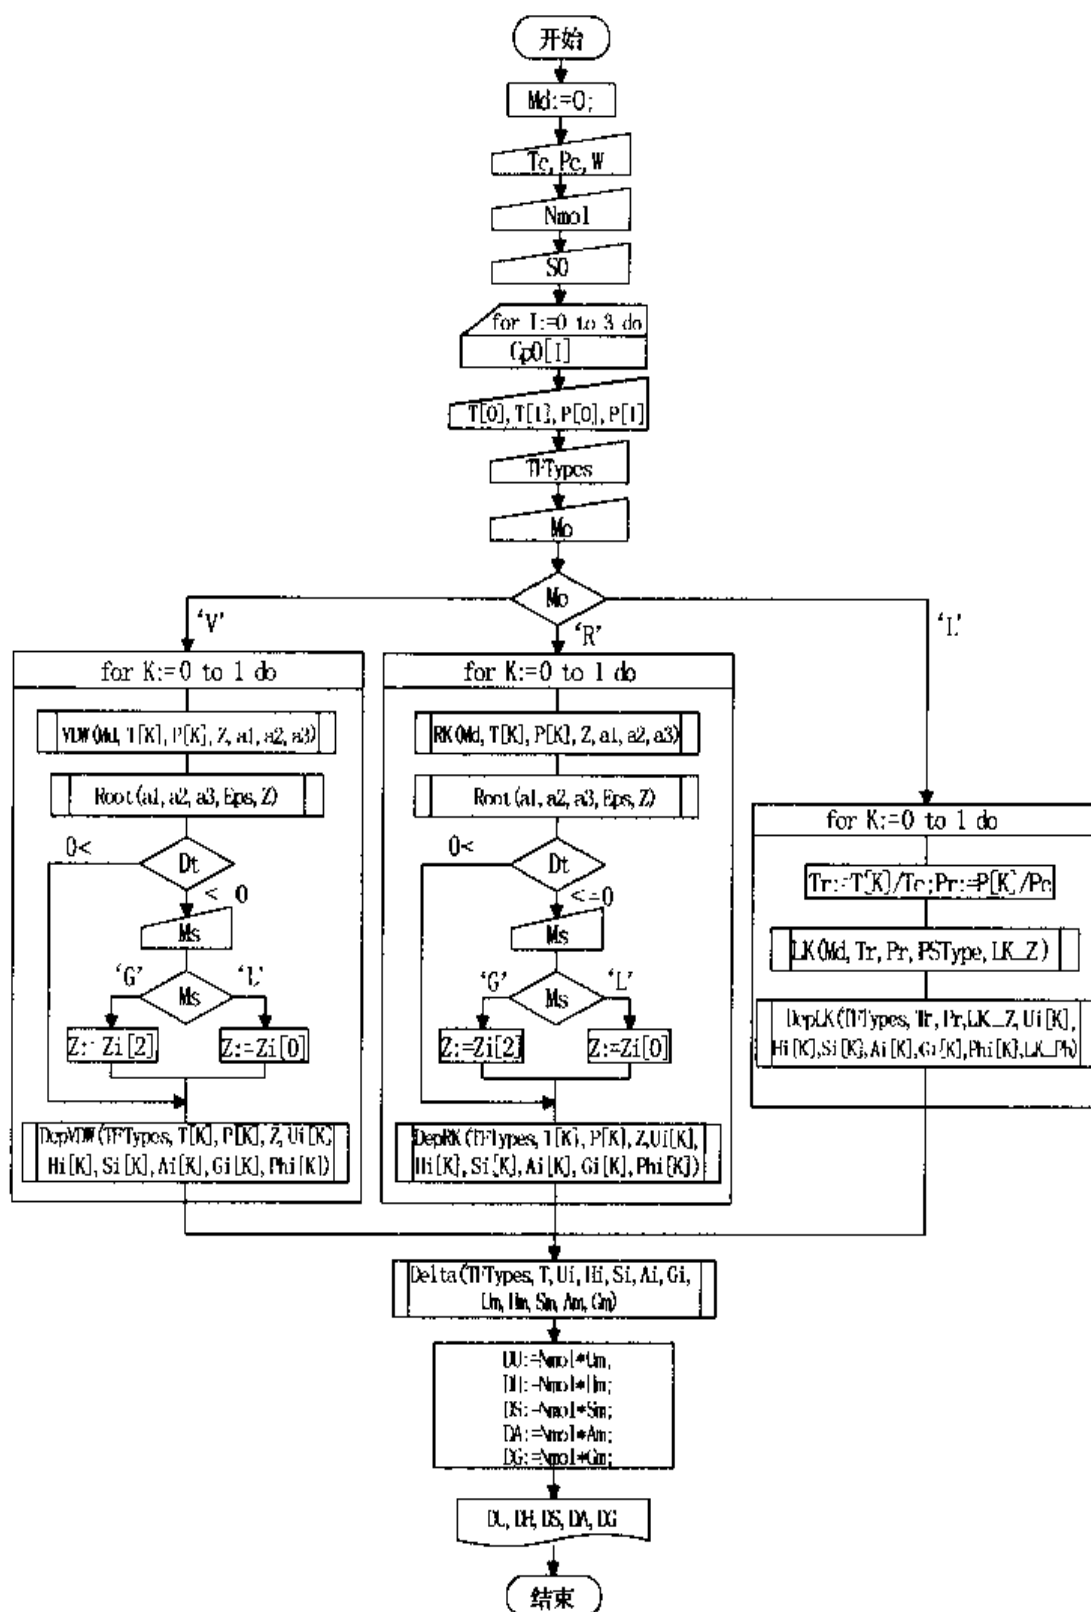 开始
Md:=0;
Tc, Pc, W
Nmol
S0
for I:=0 to 3 do
Cp0[I]
T[0], T[1], P[0], P[1]
TFTypes
Mo
Mo
‘V’
‘R’
‘L’
for K:=0 to 1 do
VDW(Md, T[K], P[K], Z, a1, a2, a3)
Root(a1, a2, a3, Eps, Z)
0<
Dt
<=0
Ms
‘G’
Ms
‘L’
Z:=Zi[2]
Z:=Zi[0]
DepVDW(TFTypes, T[K], P[K], Z, Ui[K],
Hi[K], Si[K], Ai[K], Gi[K], Phi[K])
for K:=0 to 1 do
RK(Md, T[K], P[K], Z, a1, a2, a3)
Root(a1, a2, a3, Eps, Z)
0<
Dt
<=0
Ms
‘G’
Ms
‘L’
Z:=Zi[2]
Z:=Zi[0]
DepRK(TFTypes, T[K], P[K], Z,Ui[K],
Hi[K], Si[K], Ai[K], Gi[K], Phi[K])
for K:=0 to 1 do
Tr:=T[K]/Tc;Pr:=P[K]/Pc
LK(Md, Tr, Pr, PSType, LK_Z)
DepLK(TFTypes, Tr, Pr,LK_Z, Ui[K],
Hi[K],Si[K],Ai[K],Gi[K],Phi[K],LK_Ph)
Delta(TFTypes, T, Ui, Hi, Si, Ai, Gi,
Um, Hm, Sm, Am, Gm)
DU:=Nmol*Um;
DH:=Nmol*Hm;
DS:=Nmol*Sm;
DA:=Nmol*Am;
DG:=Nmol*Gm;
DU, DH, DS, DA, DG
结束